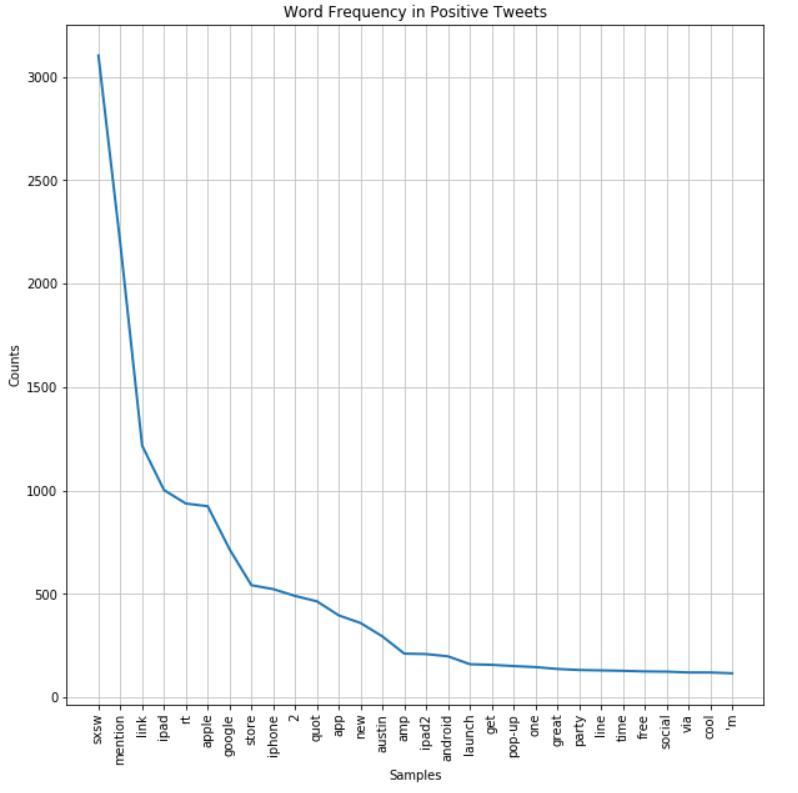 Word Frequency in Positive Tweets
3000
2500
2000
1500
1000
500
0
Counts
sxsw
mention
link
ipad
rt
apple
google
store
iphone
2
quot
app
new
austin
amp
ipad2
android
launch
get
pop-up
one
great
party
line
time
free
social
via
cool
'm
Samples